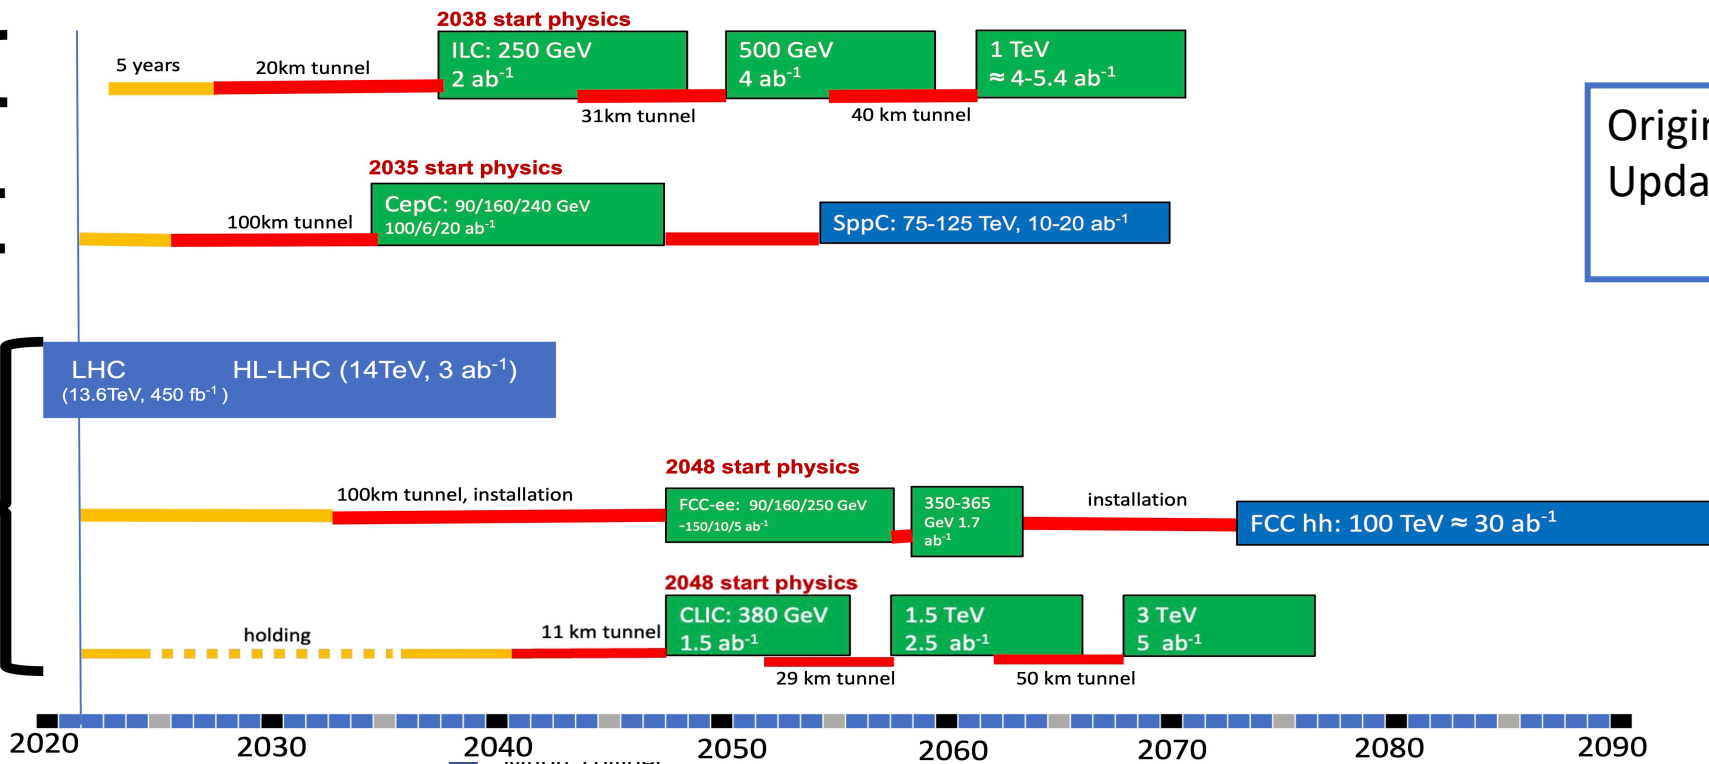 2038 start physics
5 years
20km tunnel
ILC: 250 GeV
2 ab⁻¹
500 GeV
4 ab⁻¹
1 TeV
≈ 4-5.4 ab⁻¹
31km tunnel
40 km tunnel
2035 start physics
100km tunnel
CepC: 90/160/240 GeV
100/6/20 ab⁻¹
SppC: 75-125 TeV, 10-20 ab⁻¹
LHC
(13.6TeV, 450 fb⁻¹ )
HL-LHC (14TeV, 3 ab⁻¹)
2048 start physics
100km tunnel, installation
FCC-ee: 90/160/250 GeV
~150/10/5 ab⁻¹
350-365
GeV 1.7
ab⁻¹
installation
FCC hh: 100 TeV ≈ 30 ab⁻¹
2048 start physics
holding
11 km tunnel
CLIC: 380 GeV
1.5 ab⁻¹
1.5 TeV
2.5 ab⁻¹
3 TeV
5 ab⁻¹
29 km tunnel
50 km tunnel
2020 2030 2040 2050 2060 2070 2080 2090